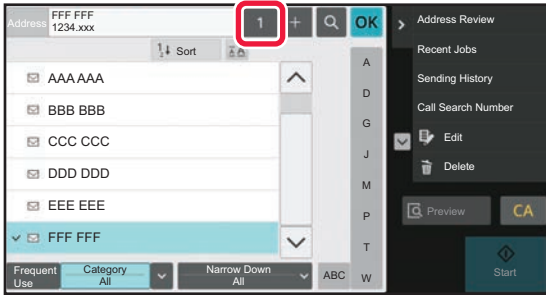 Address
FFF FFF
1234.xxx
1
+
OK
Sort
AAA AAA
BBB BBB
CCC CCC
DDD DDD
EEE EEE
FFF FFF
A
D
G
J
M
P
T
W
Frequent
Use
Category
All
Narrow Down
All
ABC
Address Review
Recent Jobs
Sending History
Call Search Number
Edit
Delete
Preview
CA
Start